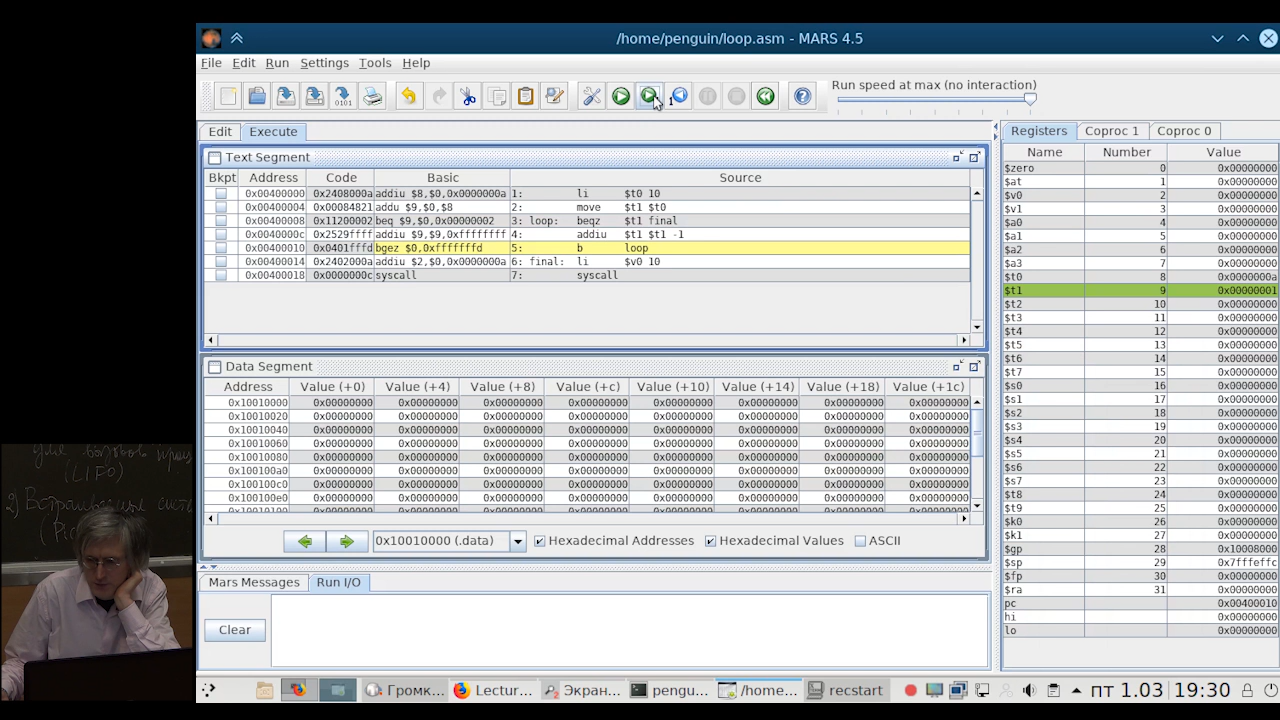 /home/penguin/loop.asm - MARS 4.5
File Edit Run Settings Tools Help
Run speed at max (no interaction)
Edit Execute
Text Segment
Bkpt Address Code Basic Source
0x00400000 0x2408000a addiu $8,$0,0x0000000a 1: li $t0 10
0x00400004 0x00084821 addu $9,$0,$8 2: move $t1 $t0
0x00400008 0x11200002 beq $9,$0,0x00000002 3: loop: beqz $t1 final
0x0040000c 0x2529ffff addiu $9,$9,0xffffffff 4: addiu $t1 $t1 -1
0x00400010 0x0401fffd bgez $0,0xfffffffd 5: b loop
0x00400014 0x2402000a addiu $2,$0,0x0000000a 6: final: li $v0 10
0x00400018 0x0000000c syscall 7: syscall
Data Segment
Address Value (+0) Value (+4) Value (+8) Value (+c) Value (+10) Value (+14) Value (+18) Value (+1c)
0x10010000 0x00000000 0x00000000 0x00000000 0x00000000 0x00000000 0x00000000 0x00000000 0x00000000
0x10010020 0x00000000 0x00000000 0x00000000 0x00000000 0x00000000 0x00000000 0x00000000 0x00000000
0x10010040 0x00000000 0x00000000 0x00000000 0x00000000 0x00000000 0x00000000 0x00000000 0x00000000
0x10010060 0x00000000 0x00000000 0x00000000 0x00000000 0x00000000 0x00000000 0x00000000 0x00000000
0x10010080 0x00000000 0x00000000 0x00000000 0x00000000 0x00000000 0x00000000 0x00000000 0x00000000
0x100100a0 0x00000000 0x00000000 0x00000000 0x00000000 0x00000000 0x00000000 0x00000000 0x00000000
0x100100c0 0x00000000 0x00000000 0x00000000 0x00000000 0x00000000 0x00000000 0x00000000 0x00000000
0x100100e0 0x00000000 0x00000000 0x00000000 0x00000000 0x00000000 0x00000000 0x00000000 0x00000000
0x10010000 (.data) Hexadecimal Addresses Hexadecimal Values ASCII
Mars Messages Run I/O
Clear
Registers Coproc 1 Coproc 0
Name Number Value
$zero 0 0x00000000
$at 1 0x00000000
$v0 2 0x00000000
$v1 3 0x00000000
$a0 4 0x00000000
$a1 5 0x00000000
$a2 6 0x00000000
$a3 7 0x00000000
$t0 8 0x0000000a
$t1 9 0x00000001
$t2 10 0x00000000
$t3 11 0x00000000
$t4 12 0x00000000
$t5 13 0x00000000
$t6 14 0x00000000
$t7 15 0x00000000
$s0 16 0x00000000
$s1 17 0x00000000
$s2 18 0x00000000
$s3 19 0x00000000
$s4 20 0x00000000
$s5 21 0x00000000
$s6 22 0x00000000
$s7 23 0x00000000
$t8 24 0x00000000
$t9 25 0x00000000
$k0 26 0x00000000
$k1 27 0x00000000
$gp 28 0x10008000
$sp 29 0x7fffeffc
$fp 30 0x00000000
$ra 31 0x00000000
pc 0x00400010
hi 0x00000000
lo 0x00000000
(LIFO)
Громк... Lectur... Экран... pengu... /home... recstart ПТ 1.03 19:30